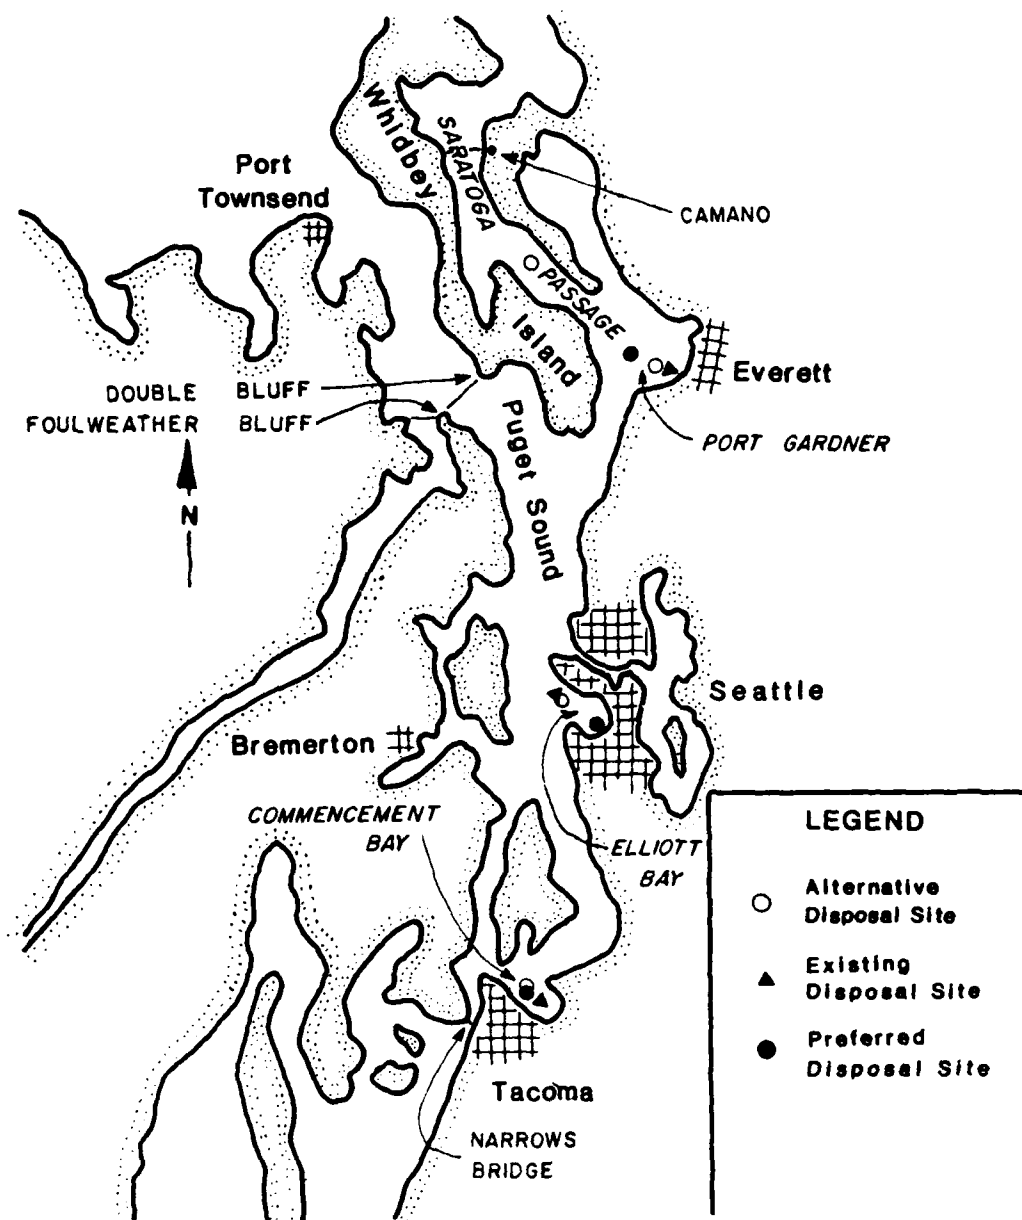 Whidbey
SARATOGA
Port
Townsend
CAMANO
PASSAGE
Island
Everett
DOUBLE BLUFF
FOULWEATHER BLUFF
PORT GARDNER
Puget Sound
N
Seattle
Bremerton
COMMENCEMENT
BAY
ELLIOTT
BAY
LEGEND
Alternative
Disposal Site
Existing
Disposal Site
Preferred
Disposal Site
Tacoma
NARROWS
BRIDGE